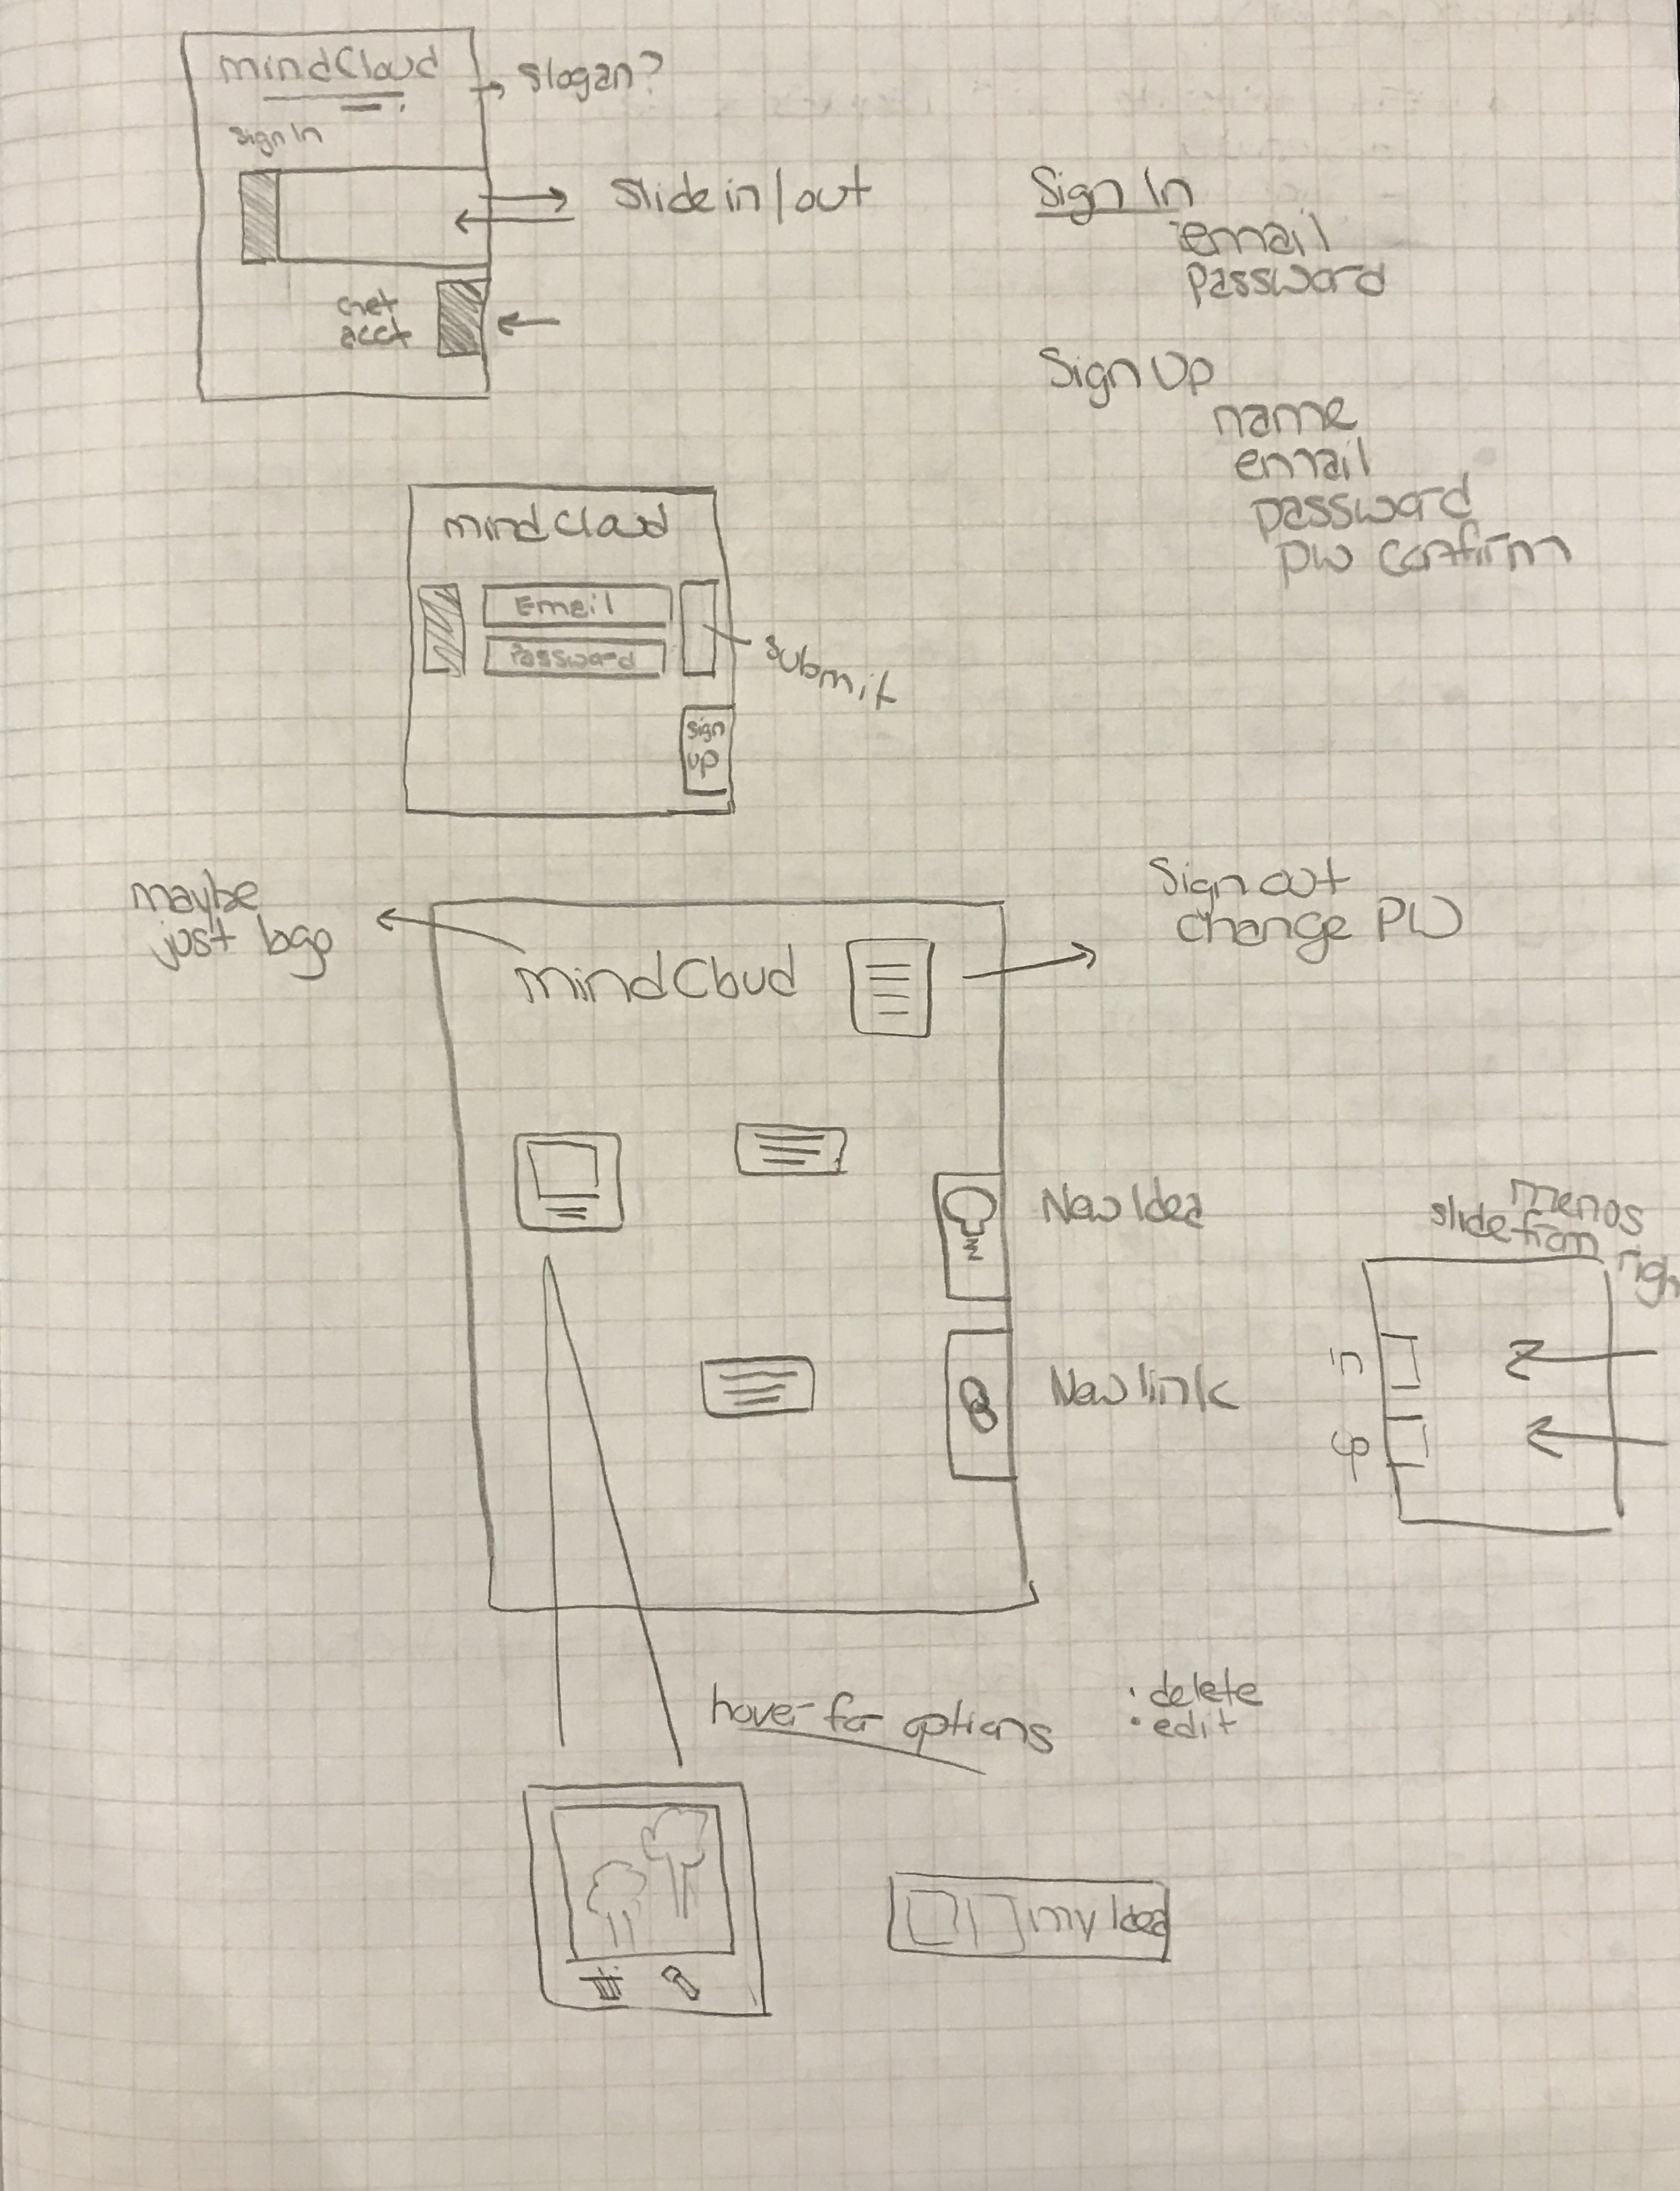 mindCloud
slogan?
sign In
slide in/out
get
acct
Sign In
email
password
Sign Up
name
email
password
pw confirm
mindCloud
Email
Password
submit
sign
up
maybe
just logo
mindCloud
Sign out
change PW
New Idea
New link
menus
slide from
righ
hover for options
• delete
• edit
my Idea